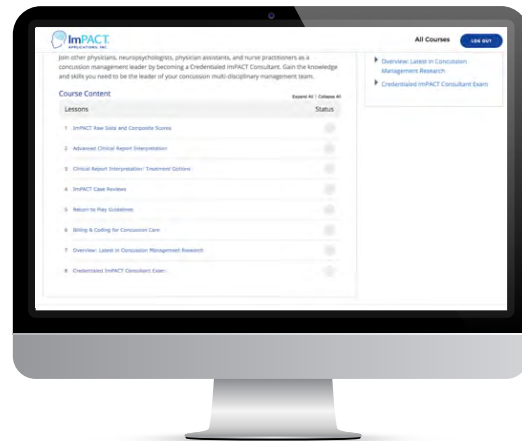 ImPACT.
APPLICATIONS, INC.
All Courses
LOG OUT
Join other physicians, neuropsychologists, physician assistants, and nurse practitioners as a
concussion management leader by becoming a Credentialed ImPACT Consultant. Gain the knowledge
and skills you need to be the leader of your concussion multi-disciplinary management team.
Course Content
Expand All | Collapse All
Lessons
Status
1 ImPACT Raw Data and Composite Scores
2 Advanced Clinical Report Interpretation
3 Clinical Report Interpretation: Treatment Options
4 ImPACT Case Reviews
5 Return to Play Guidelines
6 Billing & Coding for Concussion Care
7 Overview: Latest in Concussion Management Research
8 Credentialed ImPACT Consultant Exam
Overview: Latest in Concussion
Management Research
Credentialed ImPACT Consultant Exam